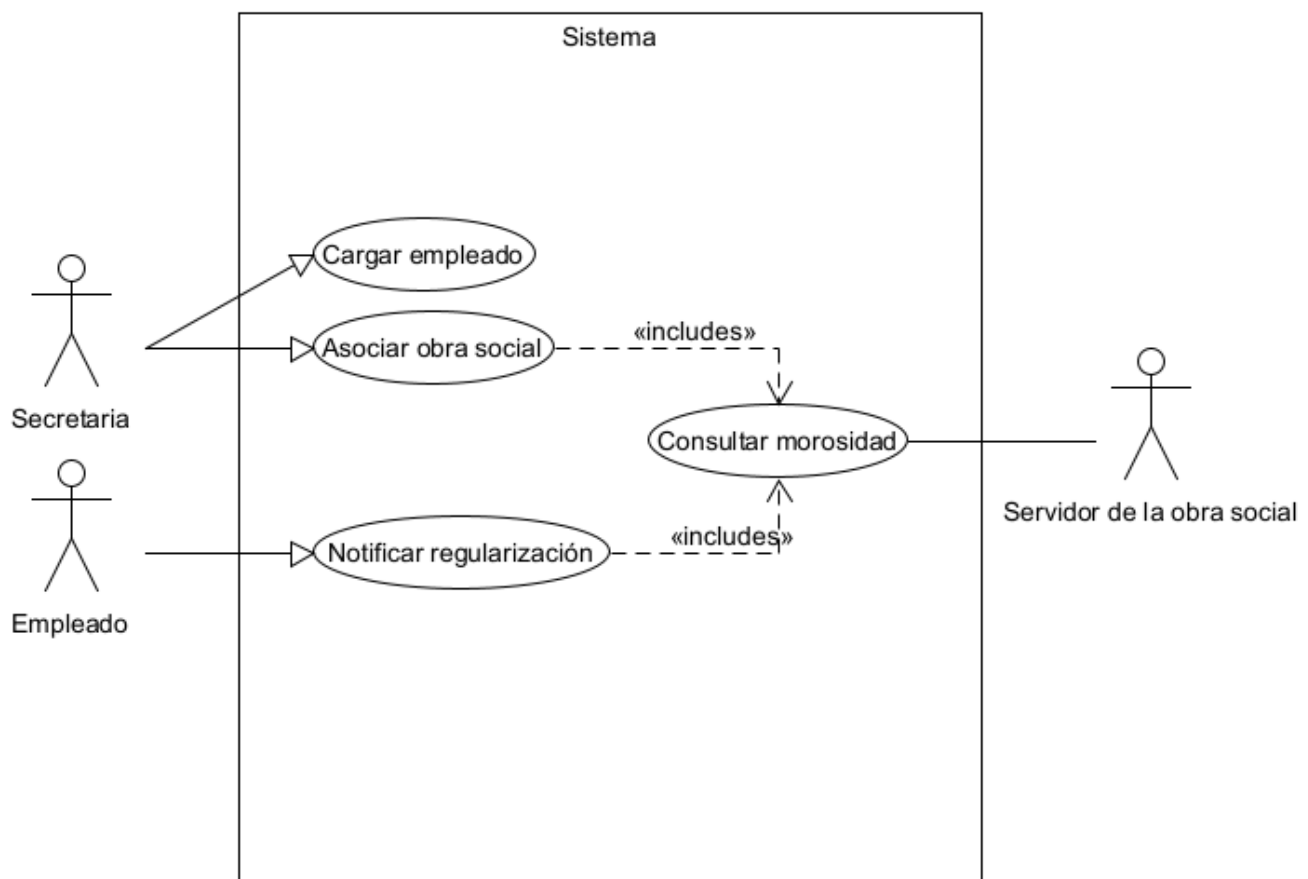 Sistema
Cargar empleado
Asociar obra social
«includes»
Secretaria
Consultar morosidad
Servidor de la obra social
«includes»
Notificar regularización
Empleado